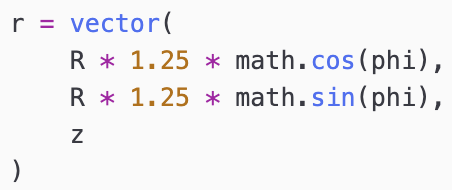 r = vector(
    R * 1.25 * math.cos(phi),
    R * 1.25 * math.sin(phi),
    z
)